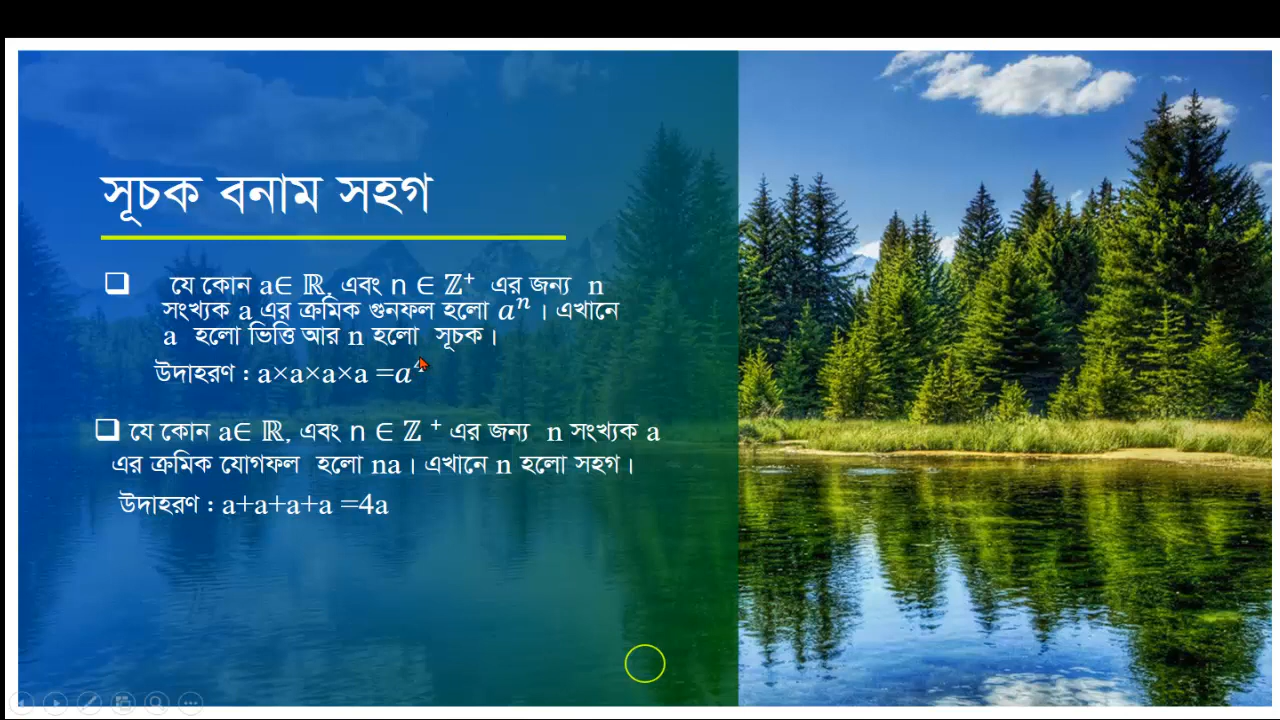 সূচক বনাম সহগ
❑ যে কোন a∈ ℝ, এবং n ∈ ℤ⁺ এর জন্য n
সংখ্যক a এর ক্রমিক গুনফল হলো aⁿ। এখানে
a হলো ভিত্তি আর n হলো সূচক।
উদাহরণ : a×a×a×a =a⁴
❑ যে কোন a∈ ℝ, এবং n ∈ ℤ ⁺ এর জন্য n সংখ্যক a
এর ক্রমিক যোগফল হলো na। এখানে n হলো সহগ।
উদাহরণ : a+a+a+a =4a